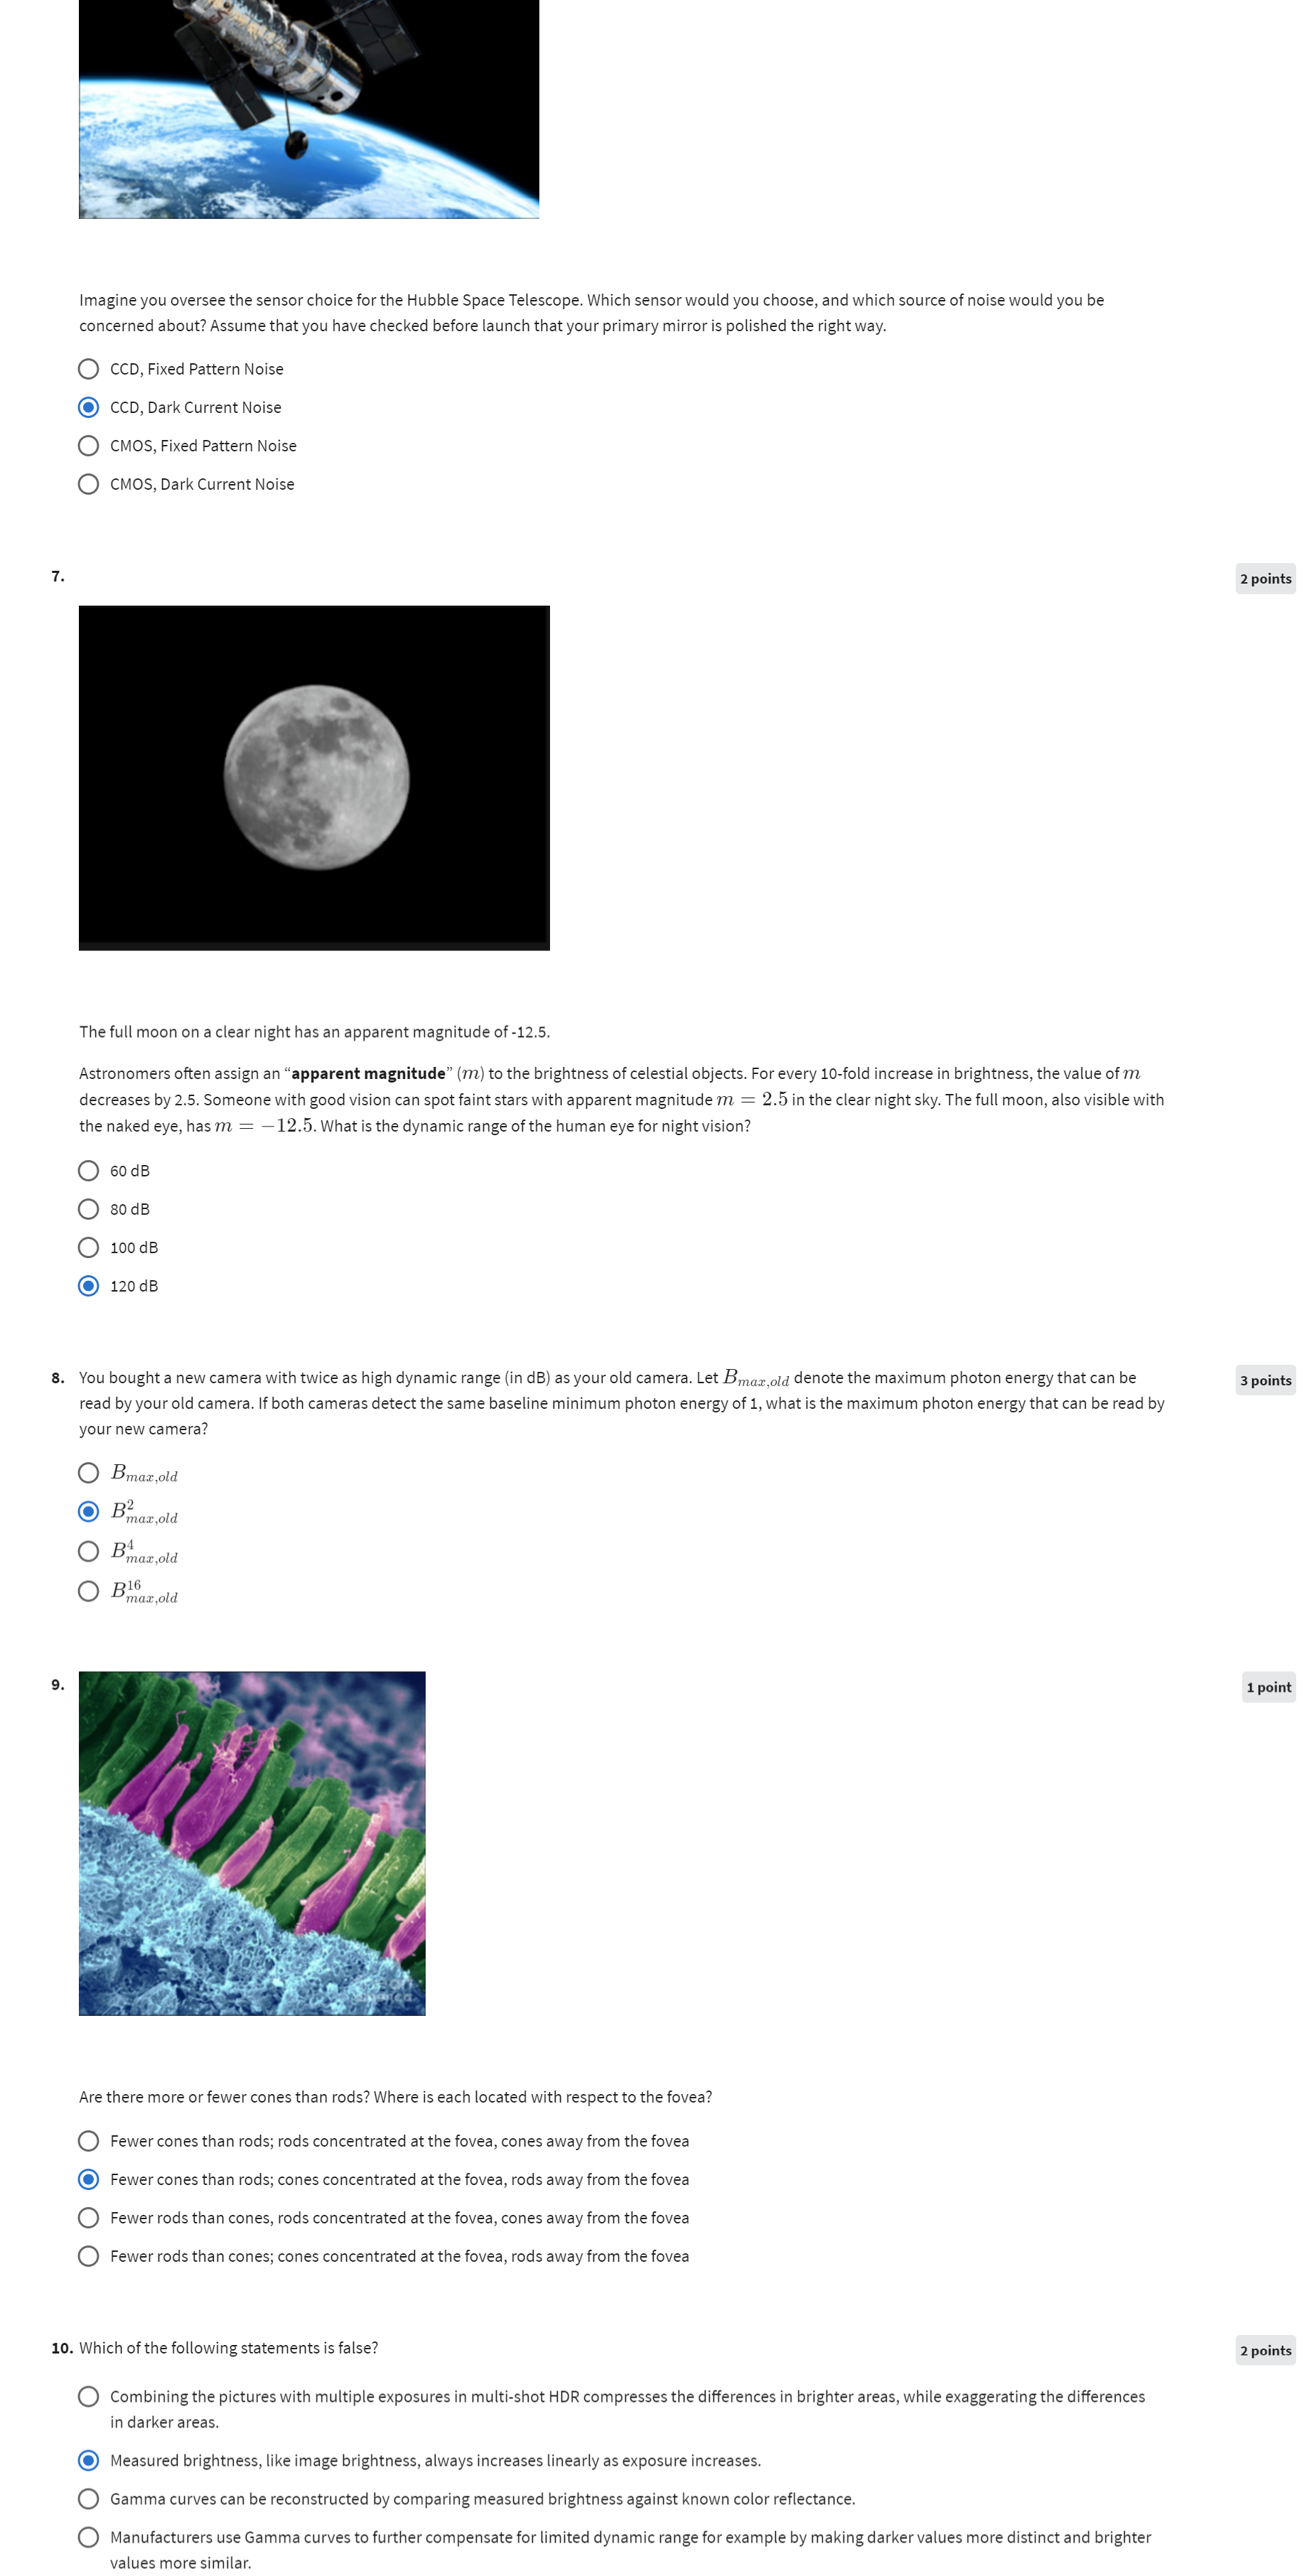 Imagine you oversee the sensor choice for the Hubble Space Telescope. Which sensor would you choose, and which source of noise would you be
concerned about? Assume that you have checked before launch that your primary mirror is polished the right way.
CCD, Fixed Pattern Noise
CCD, Dark Current Noise
CMOS, Fixed Pattern Noise
CMOS, Dark Current Noise
7.
2 points
The full moon on a clear night has an apparent magnitude of -12.5.
Astronomers often assign an “apparent magnitude” (m) to the brightness of celestial objects. For every 10-fold increase in brightness, the value of m
decreases by 2.5. Someone with good vision can spot faint stars with apparent magnitude m = 2.5 in the clear night sky. The full moon, also visible with
the naked eye, has m = −12.5. What is the dynamic range of the human eye for night vision?
60 dB
80 dB
100 dB
120 dB
8. You bought a new camera with twice as high dynamic range (in dB) as your old camera. Let B_{max,old} denote the maximum photon energy that can be
3 points
read by your old camera. If both cameras detect the same baseline minimum photon energy of 1, what is the maximum photon energy that can be read by
your new camera?
B_{max,old}
B^2_{max,old}
B^4_{max,old}
B^{16}_{max,old}
9.
1 point
Are there more or fewer cones than rods? Where is each located with respect to the fovea?
Fewer cones than rods; rods concentrated at the fovea, cones away from the fovea
Fewer cones than rods; cones concentrated at the fovea, rods away from the fovea
Fewer rods than cones, rods concentrated at the fovea, cones away from the fovea
Fewer rods than cones; cones concentrated at the fovea, rods away from the fovea
10. Which of the following statements is false?
2 points
Combining the pictures with multiple exposures in multi-shot HDR compresses the differences in brighter areas, while exaggerating the differences
in darker areas.
Measured brightness, like image brightness, always increases linearly as exposure increases.
Gamma curves can be reconstructed by comparing measured brightness against known color reflectance.
Manufacturers use Gamma curves to further compensate for limited dynamic range for example by making darker values more distinct and brighter
values more similar.